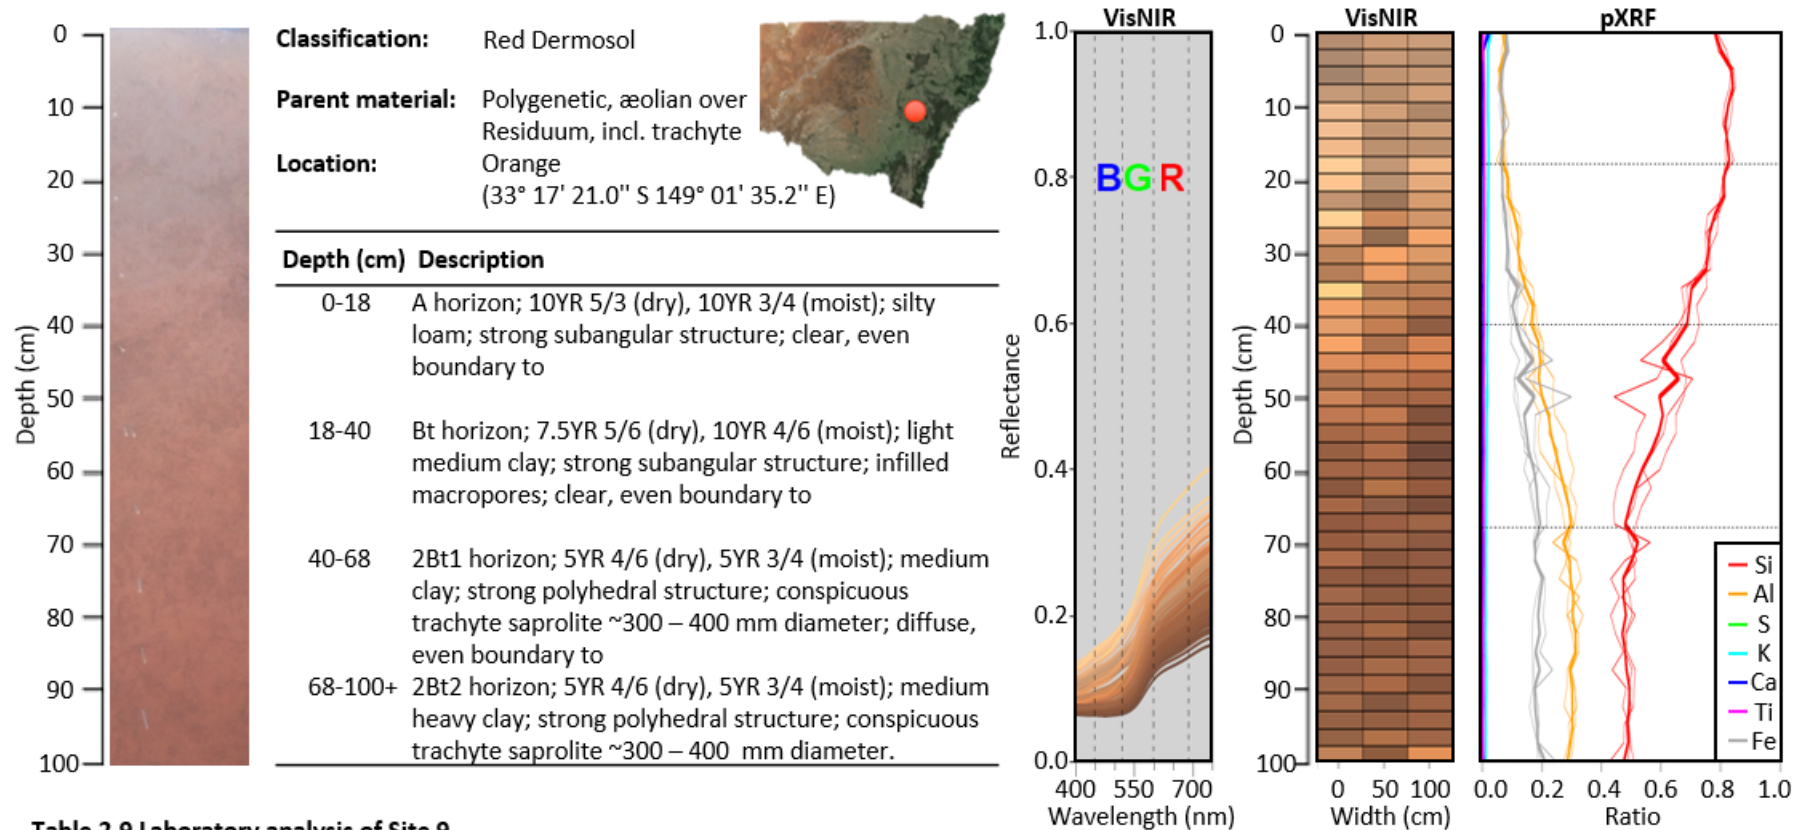 Classification: Red Dermosol
Parent material: Polygenetic, æolian over
Residuum, incl. trachyte
Location: Orange
(33° 17' 21.0" S 149° 01' 35.2" E)
Depth (cm) Description
0-18 A horizon; 10YR 5/3 (dry), 10YR 3/4 (moist); silty
loam; strong subangular structure; clear, even
boundary to
18-40 Bt horizon; 7.5YR 5/6 (dry), 10YR 4/6 (moist); light
medium clay; strong subangular structure; infilled
macropores; clear, even boundary to
40-68 2Bt1 horizon; 5YR 4/6 (dry), 5YR 3/4 (moist); medium
clay; strong polyhedral structure; conspicuous
trachyte saprolite ~300 – 400 mm diameter; diffuse,
even boundary to
68-100+ 2Bt2 horizon; 5YR 4/6 (dry), 5YR 3/4 (moist); medium
heavy clay; strong polyhedral structure; conspicuous
trachyte saprolite ~300 – 400 mm diameter.
Depth (cm)
0
10
20
30
40
50
60
70
80
90
100
VisNIR
Reflectance
1.0
0.8
0.6
0.4
0.2
0.0
BGR
400 550 700
Wavelength (nm)
VisNIR
Depth (cm)
0
10
20
30
40
50
60
70
80
90
100
0 50 100
Width (cm)
pXRF
Si
Al
S
K
Ca
Ti
Fe
0.0 0.2 0.4 0.6 0.8 1.0
Ratio
Table 2.9 Laboratory analysis of Site 9